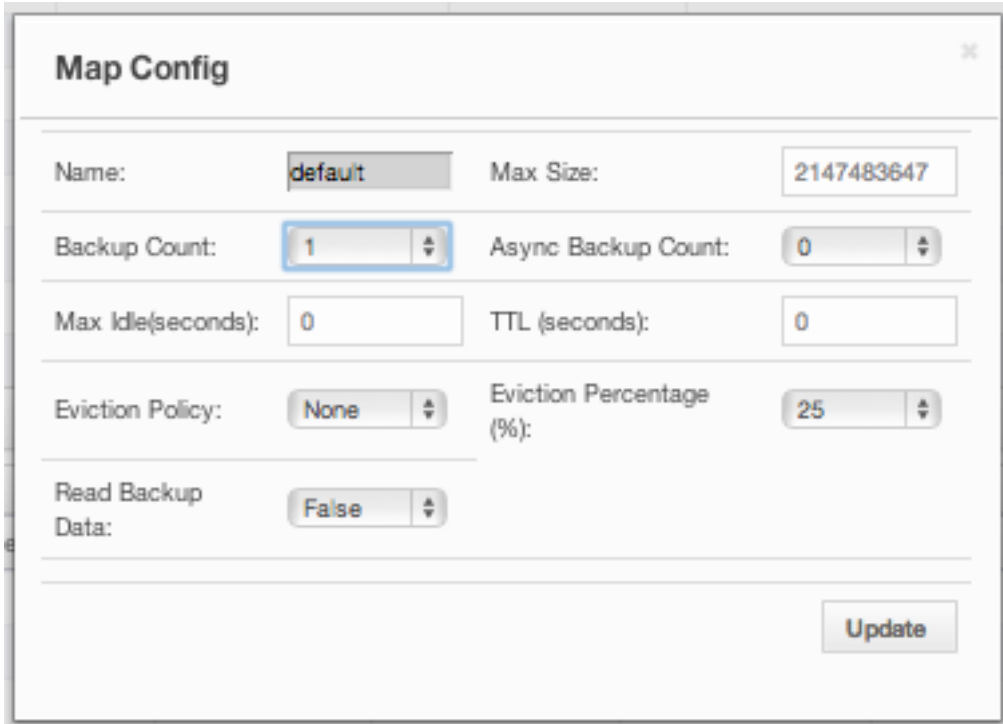 Map Config
Name: default Max Size: 2147483647
Backup Count: 1 Async Backup Count: 0
Max Idle(seconds): 0 TTL (seconds): 0
Eviction Policy: None Eviction Percentage (%): 25
Read Backup Data: False
Update